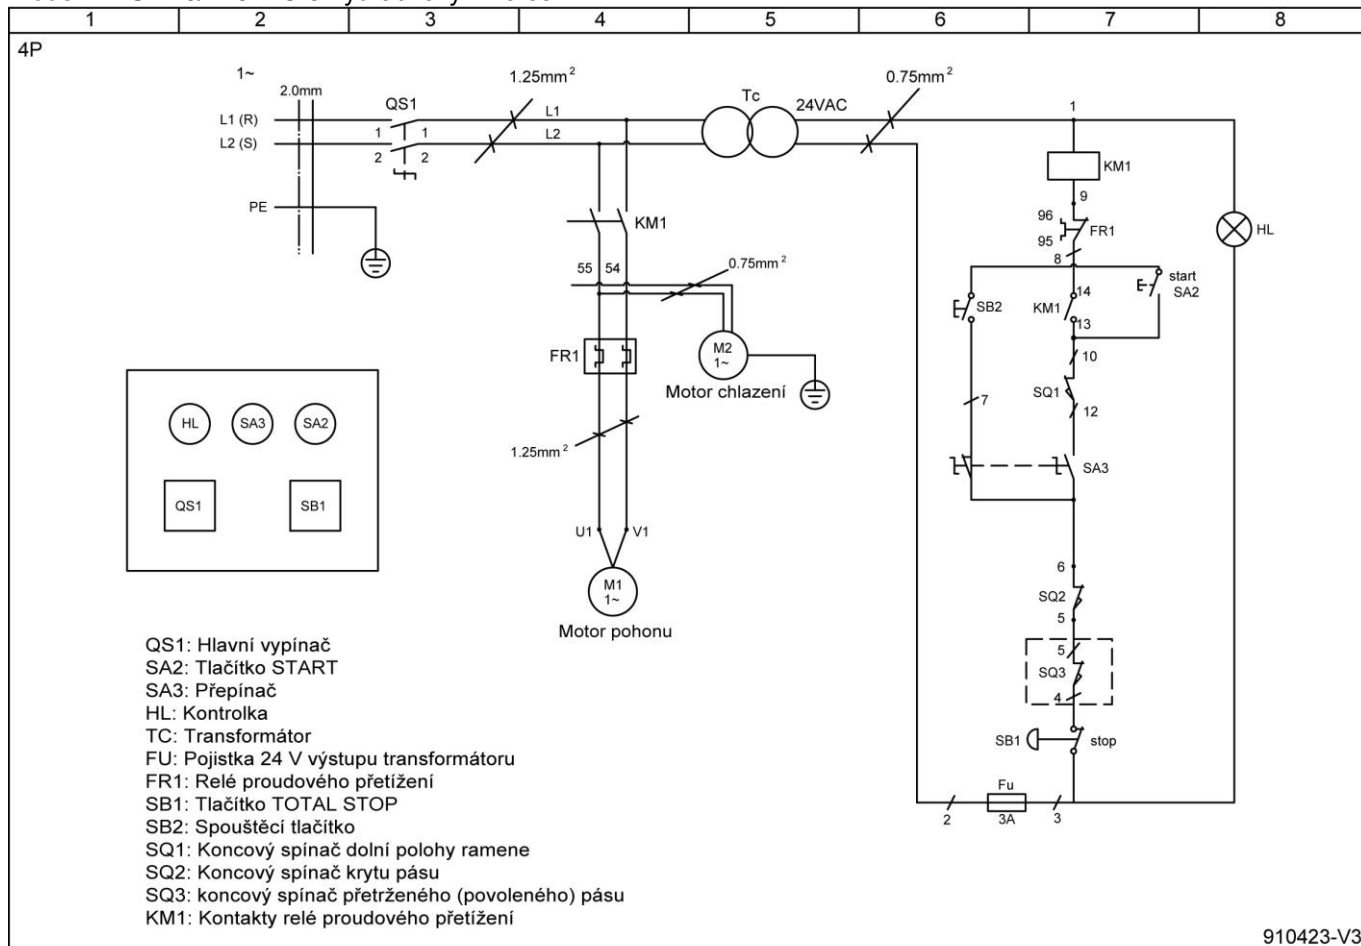 1 2 3 4 5 6 7 8
4P
1~
2.0mm
L1 (R)
L2 (S)
PE
QS1
1 1
2 2
1.25mm²
L1
L2
Tc
24VAC
0.75mm²
KM1
55 54
0.75mm²
FR1
M2
1~
Motor chlazení
1.25mm²
U1 V1
M1
1~
Motor pohonu
1
KM1
9
96
95
FR1
8
HL
start
SA2
SB2
KM1
14
13
10
SQ1
12
7
SA3
6
SQ2
5
5
SQ3
4
SB1
stop
Fu
2
3A
3
HL SA3 SA2
QS1 SB1
QS1: Hlavní vypínač
SA2: Tlačítko START
SA3: Přepínač
HL: Kontrolka
TC: Transformátor
FU: Pojistka 24 V výstupu transformátoru
FR1: Relé proudového přetížení
SB1: Tlačítko TOTAL STOP
SB2: Spouštěcí tlačítko
SQ1: Koncový spínač dolní polohy ramene
SQ2: Koncový spínač krytu pásu
SQ3: koncový spínač přetrženého (povoleného) pásu
KM1: Kontakty relé proudového přetížení
910423-V3